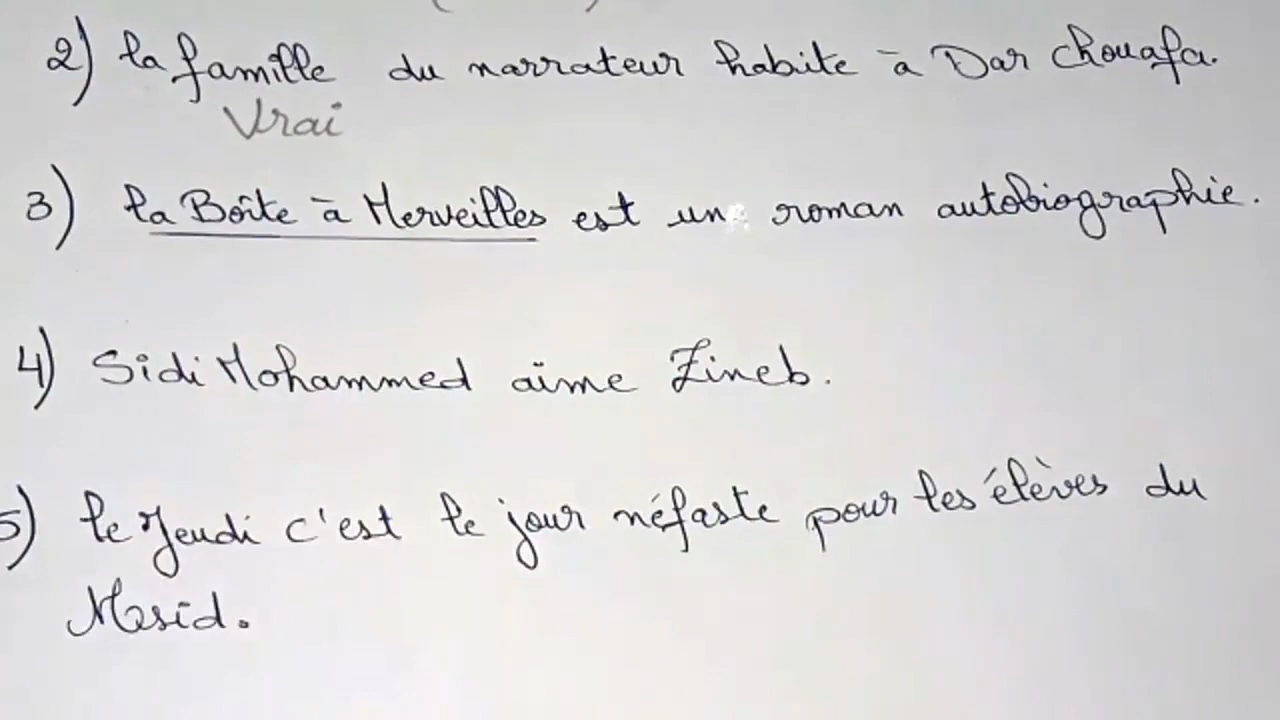 2) la famille du narrateur habite à Dar chouafa.
Vrai
3) la Boîte à Merveilles est un roman autobiographie.
4) Sidi Mohammed aime Zineb.
5) le Jeudi c'est le jour néfaste pour les élèves du
Msid.